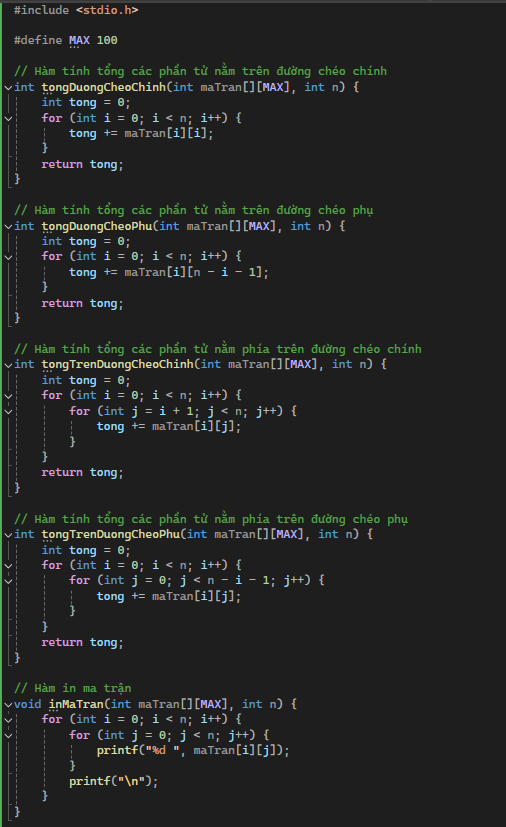 #include <stdio.h>
#define MAX 100
// Hàm tính tổng các phần tử nằm trên đường chéo chính
int tongDuongCheoChinh(int maTran[][MAX], int n) {
    int tong = 0;
    for (int i = 0; i < n; i++) {
        tong += maTran[i][i];
    }
    return tong;
}
// Hàm tính tổng các phần tử nằm trên đường chéo phụ
int tongDuongCheoPhu(int maTran[][MAX], int n) {
    int tong = 0;
    for (int i = 0; i < n; i++) {
        tong += maTran[i][n - i - 1];
    }
    return tong;
}
// Hàm tính tổng các phần tử nằm phía trên đường chéo chính
int tongTrenDuongCheoChinh(int maTran[][MAX], int n) {
    int tong = 0;
    for (int i = 0; i < n; i++) {
        for (int j = i + 1; j < n; j++) {
            tong += maTran[i][j];
        }
    }
    return tong;
}
// Hàm tính tổng các phần tử nằm phía trên đường chéo phụ
int tongTrenDuongCheoPhu(int maTran[][MAX], int n) {
    int tong = 0;
    for (int i = 0; i < n; i++) {
        for (int j = 0; j < n - i - 1; j++) {
            tong += maTran[i][j];
        }
    }
    return tong;
}
// Hàm in ma trận
void inMaTran(int maTran[][MAX], int n) {
    for (int i = 0; i < n; i++) {
        for (int j = 0; j < n; j++) {
            printf("%d ", maTran[i][j]);
        }
        printf("\n");
    }
}